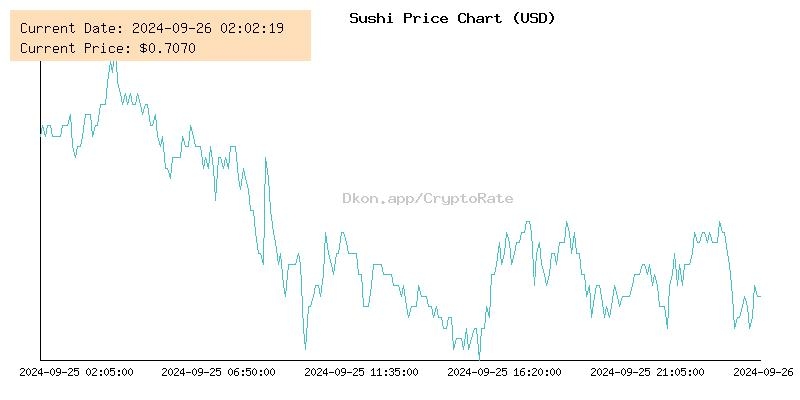 Sushi Price Chart (USD)
Current Date: 2024-09-26 02:02:19
Current Price: $0.7070
Dkon.app/CryptoRate
2024-09-25 02:05:00 2024-09-25 06:50:00 2024-09-25 11:35:00 2024-09-25 16:20:00 2024-09-25 21:05:00 2024-09-26